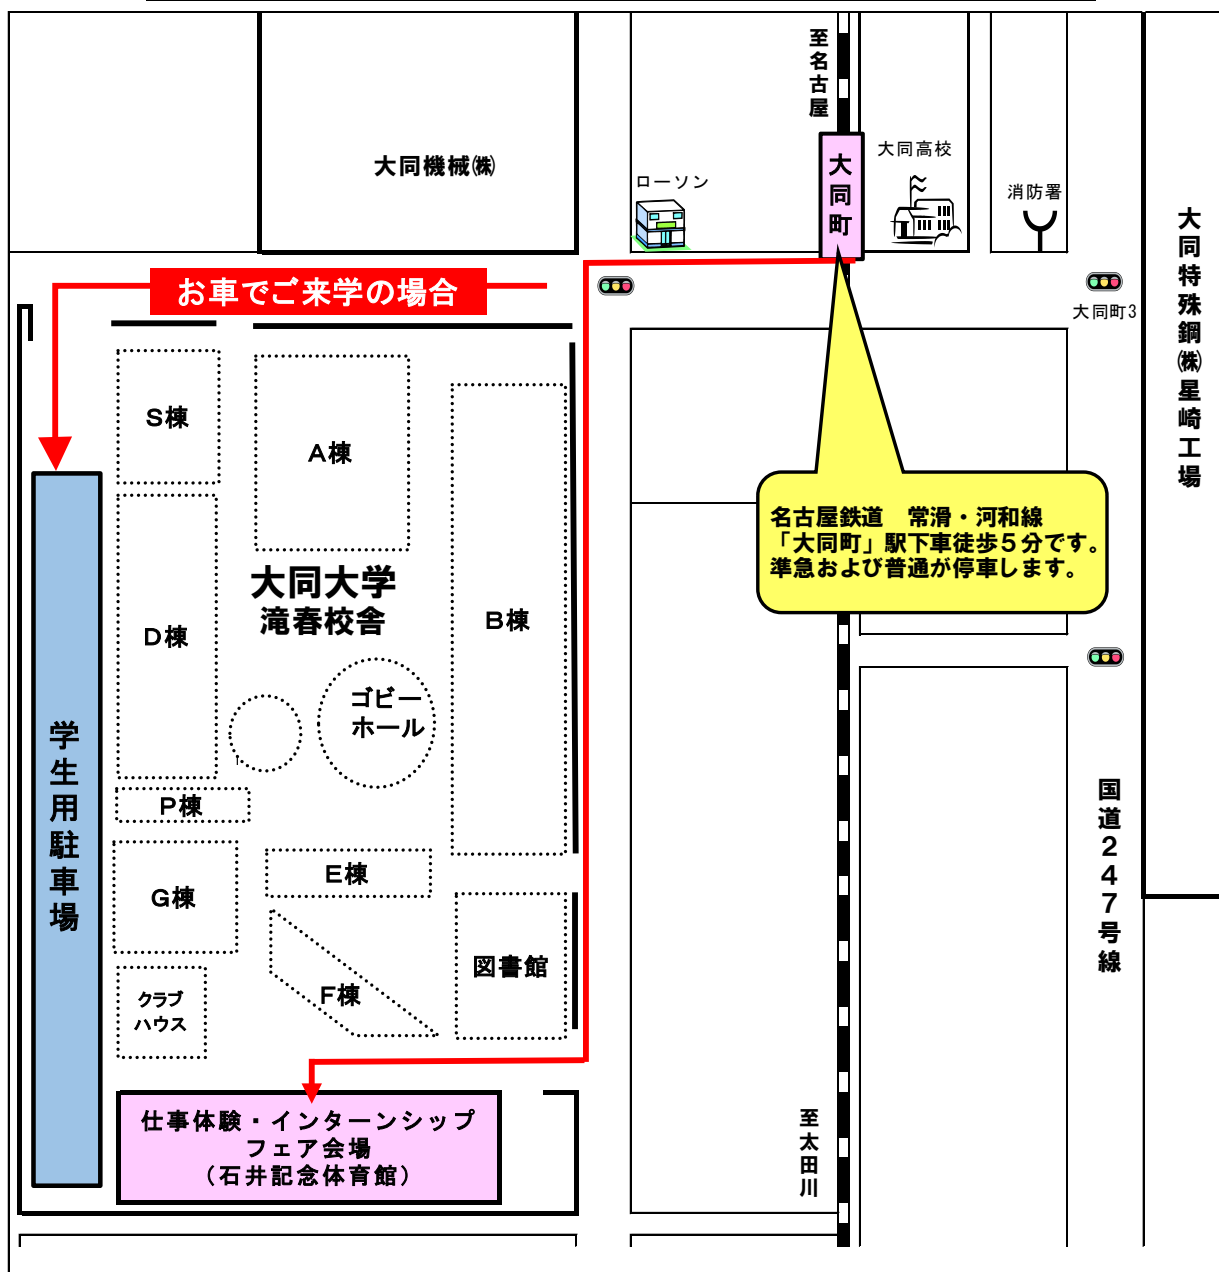 至名古屋
大同機械㈱
ローソン
大同町
大同高校
消防署
大同特殊鋼㈱星崎工場
お車でご来学の場合
大同町3
S棟
A棟
名古屋鉄道　常滑・河和線
「大同町」駅下車徒歩５分です。
準急および普通が停車します。
大同大学
滝春校舎
B棟
D棟
ゴビー
ホール
学生用駐車場
P棟
国道２４７号線
E棟
G棟
図書館
F棟
クラブ
ハウス
仕事体験・インターンシップ
フェア会場
（石井記念体育館）
至太田川